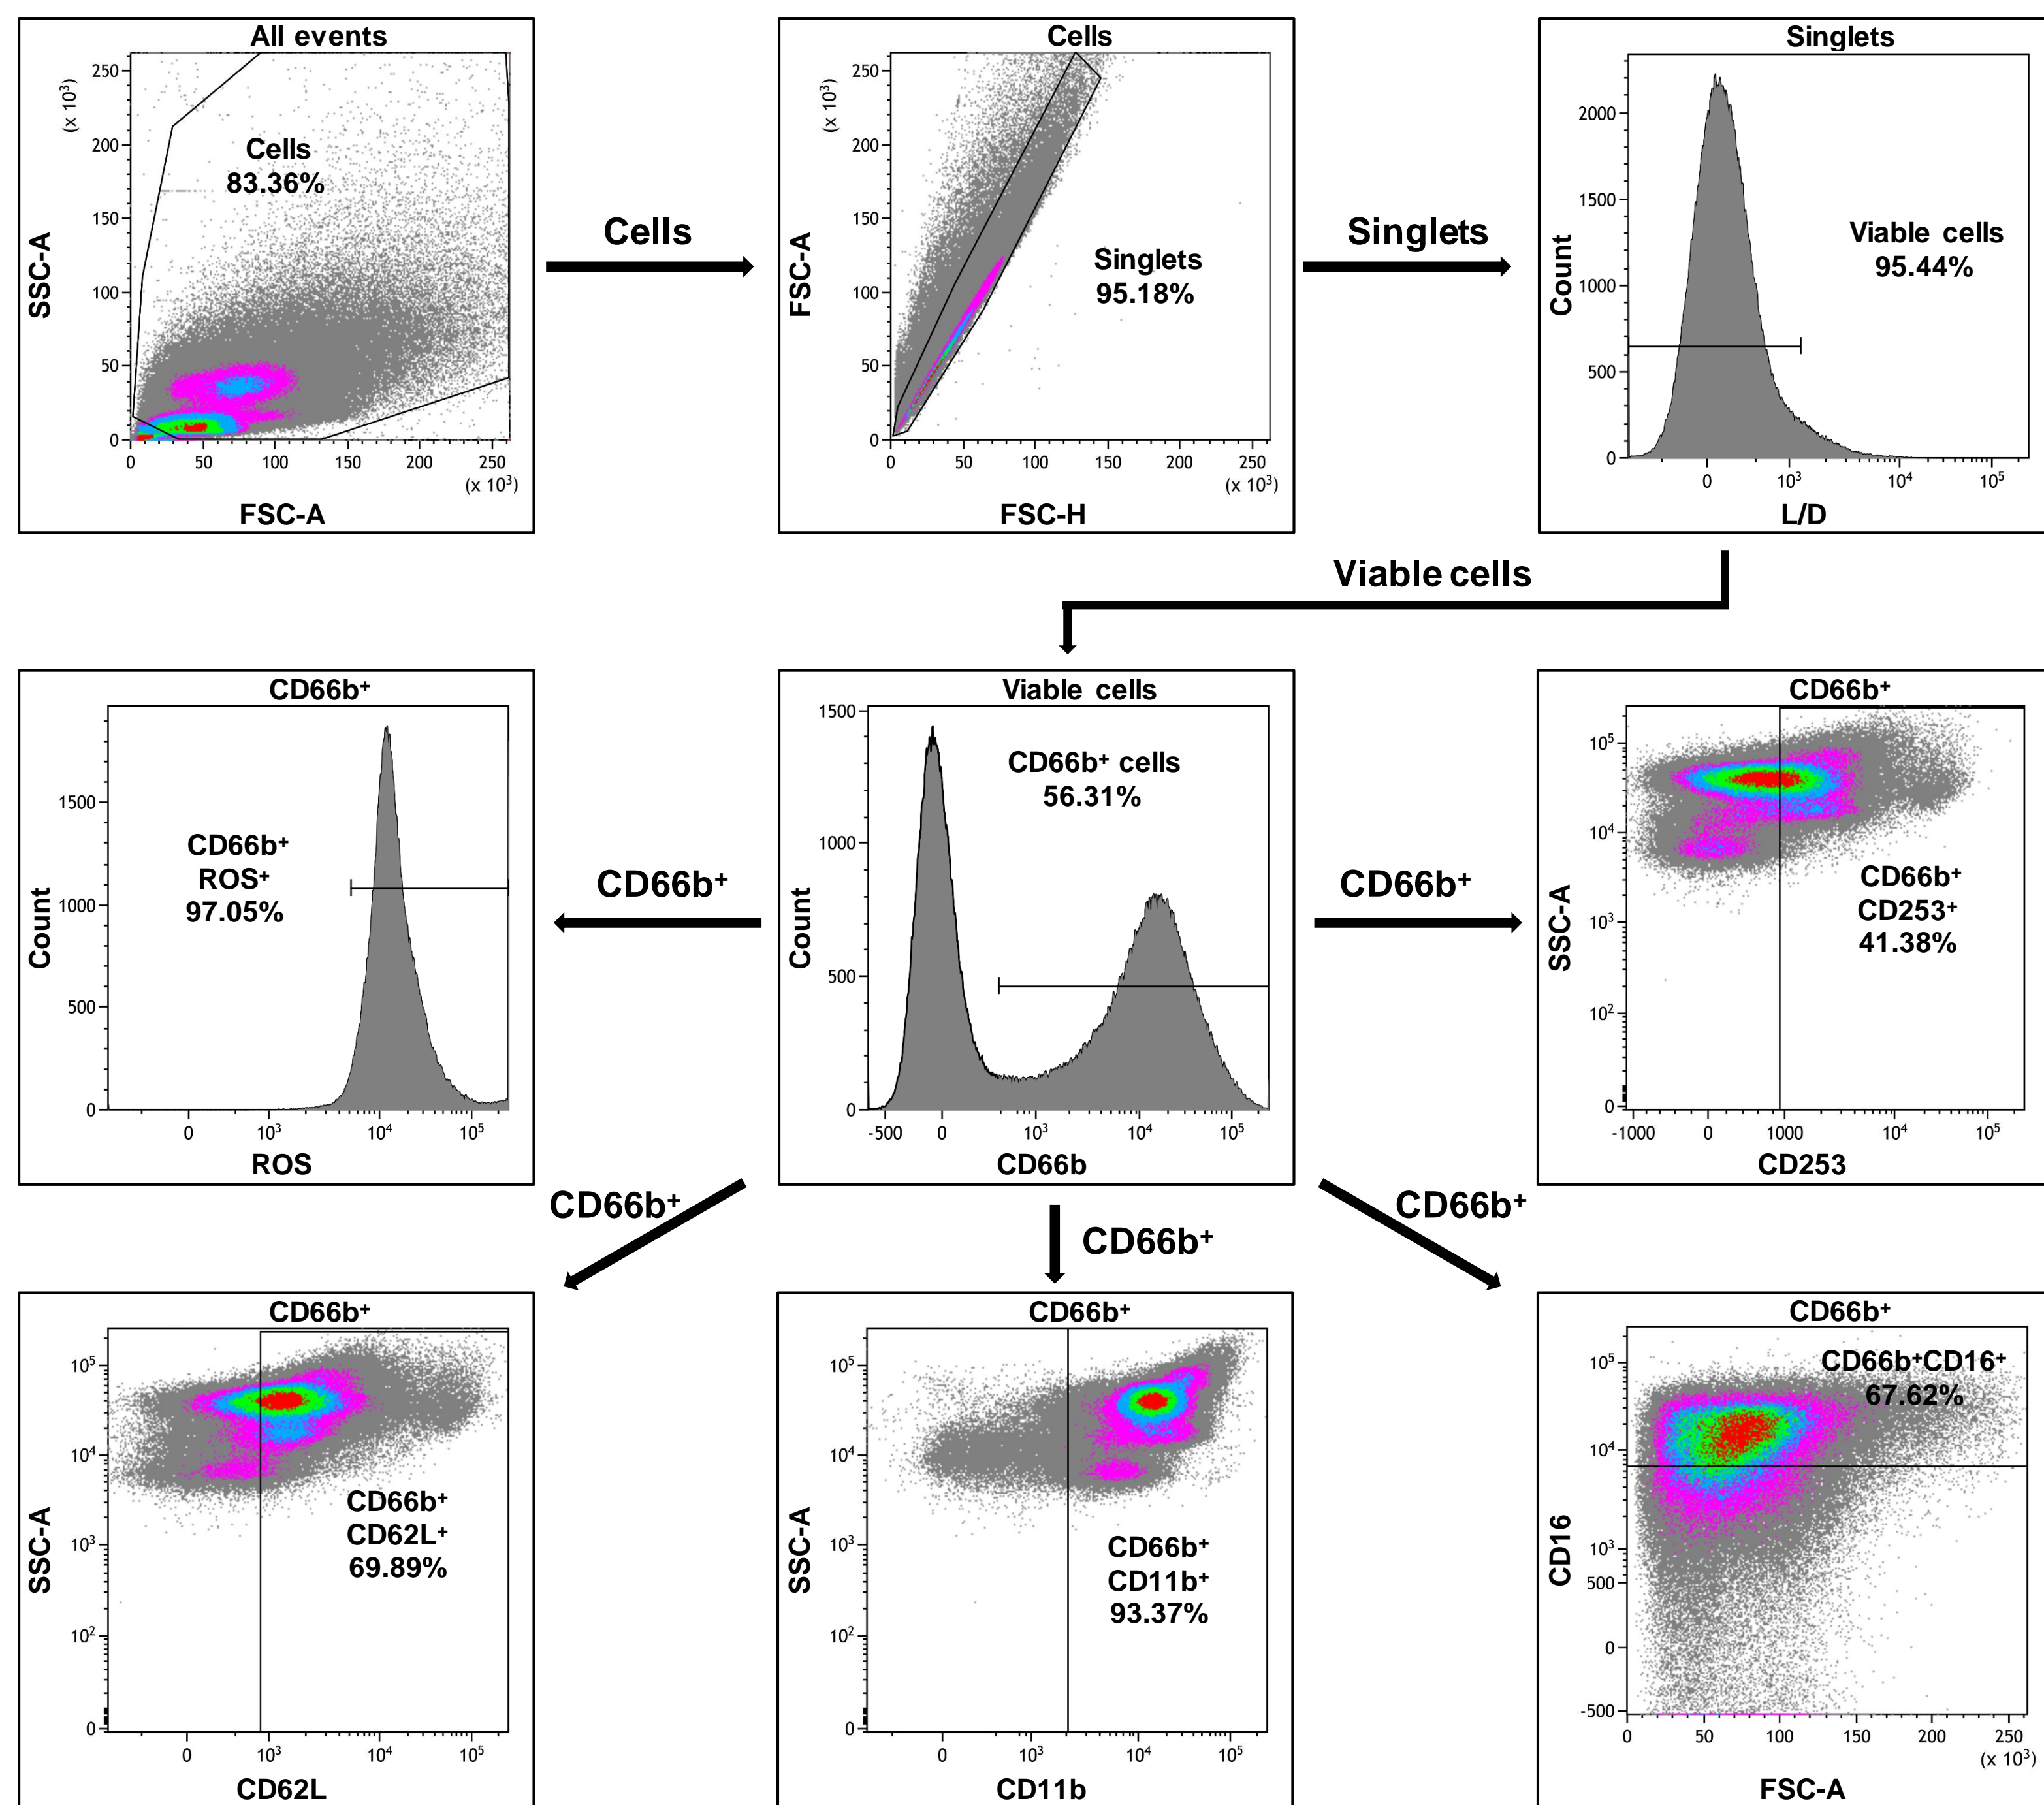 All events
(x 10³)
250
200
150
100
50
0
SSC-A
Cells
83.36%
0 50 100 150 200 250
(x 10³)
FSC-A
Cells
Cells
(x 10³)
250
200
150
100
50
0
FSC-A
Singlets
95.18%
0 50 100 150 200 250
(x 10³)
FSC-H
Singlets
Singlets
2000
1500
1000
500
0
Count
Viable cells
95.44%
0 10³ 10⁴ 10⁵
L/D
Viable cells
CD66b⁺
1500
1000
500
0
Count
CD66b⁺
ROS⁺
97.05%
0 10³ 10⁴ 10⁵
ROS
CD66b⁺
Viable cells
1500
1000
500
0
Count
CD66b⁺ cells
56.31%
-500 0 10³ 10⁴ 10⁵
CD66b
CD66b⁺
CD66b⁺
10⁵
10⁴
10³
10²
0
SSC-A
CD66b⁺
CD253⁺
41.38%
-1000 0 1000 10⁴ 10⁵
CD253
CD66b⁺
CD66b⁺
CD66b⁺
CD66b⁺
10⁵
10⁴
10³
10²
0
SSC-A
CD66b⁺
CD62L⁺
69.89%
0 10³ 10⁴ 10⁵
CD62L
CD66b⁺
10⁵
10⁴
10³
10²
0
SSC-A
CD66b⁺
CD11b⁺
93.37%
0 10³ 10⁴ 10⁵
CD11b
CD66b⁺
10⁵
10⁴
10³
500
0
-500
CD16
CD66b⁺CD16⁺
67.62%
0 50 100 150 200 250
(x 10³)
FSC-A